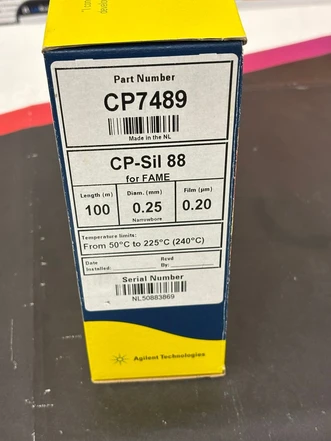 Part Number
CP7489
Made in the NL
CP-Sil 88
for FAME
Length (m) Diam. (mm) Film (µm)
100 0.25 0.20
Narrowbore
Temperature limits:
From 50°C to 225°C (240°C)
Date Recd
Installed: By:
Serial Number
NL50883869
Agilent Technologies